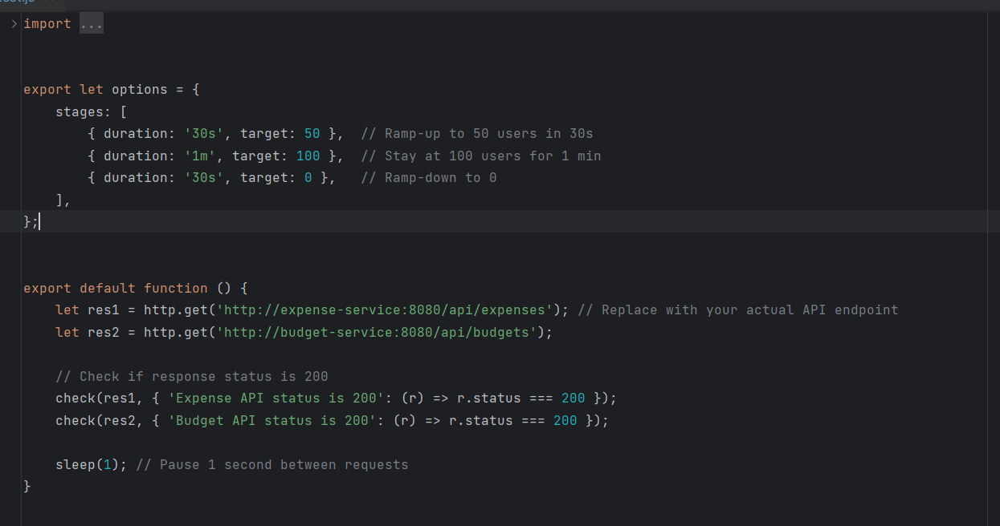 import ...
export let options = {
    stages: [
        { duration: '30s', target: 50 },  // Ramp-up to 50 users in 30s
        { duration: '1m', target: 100 },  // Stay at 100 users for 1 min
        { duration: '30s', target: 0 },   // Ramp-down to 0
    ],
};
export default function () {
    let res1 = http.get('http://expense-service:8080/api/expenses'); // Replace with your actual API endpoint
    let res2 = http.get('http://budget-service:8080/api/budgets');
    // Check if response status is 200
    check(res1, { 'Expense API status is 200': (r) => r.status === 200 });
    check(res2, { 'Budget API status is 200': (r) => r.status === 200 });
    sleep(1); // Pause 1 second between requests
}